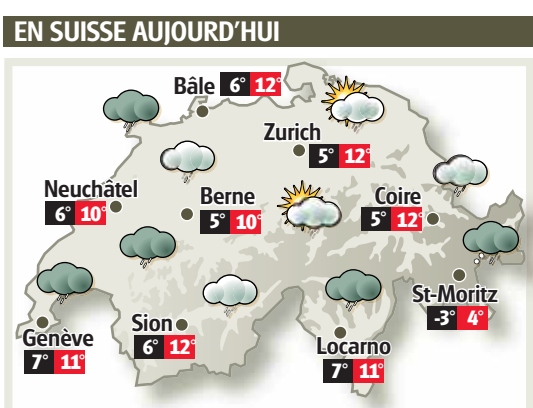 EN SUISSE AUJOURD'HUI
Bâle 6° 12°
Zurich
5° 12°
Neuchâtel
6° 10°
Berne
5° 10°
Coire
5° 12°
St-Moritz
-3° 4°
Genève
7° 11°
Sion
6° 12°
Locarno
7° 11°